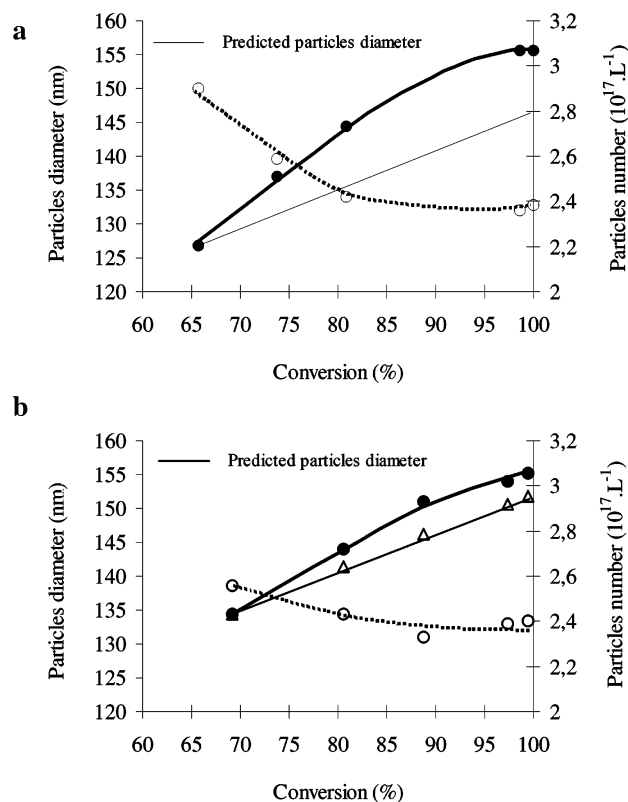 a
Predicted particles diameter
Particles diameter (nm)
160
155
150
145
140
135
130
125
120
3,2
3
2,8
2,6
2,4
2,2
2
Particles number (10^17.L^-1)
60 65 70 75 80 85 90 95 100
Conversion (%)
b
Predicted particles diameter
Particles diameter (nm)
160
155
150
145
140
135
130
125
120
3,2
3
2,8
2,6
2,4
2,2
2
Particles number (10^17.L^-1)
60 65 70 75 80 85 90 95 100
Conversion (%)